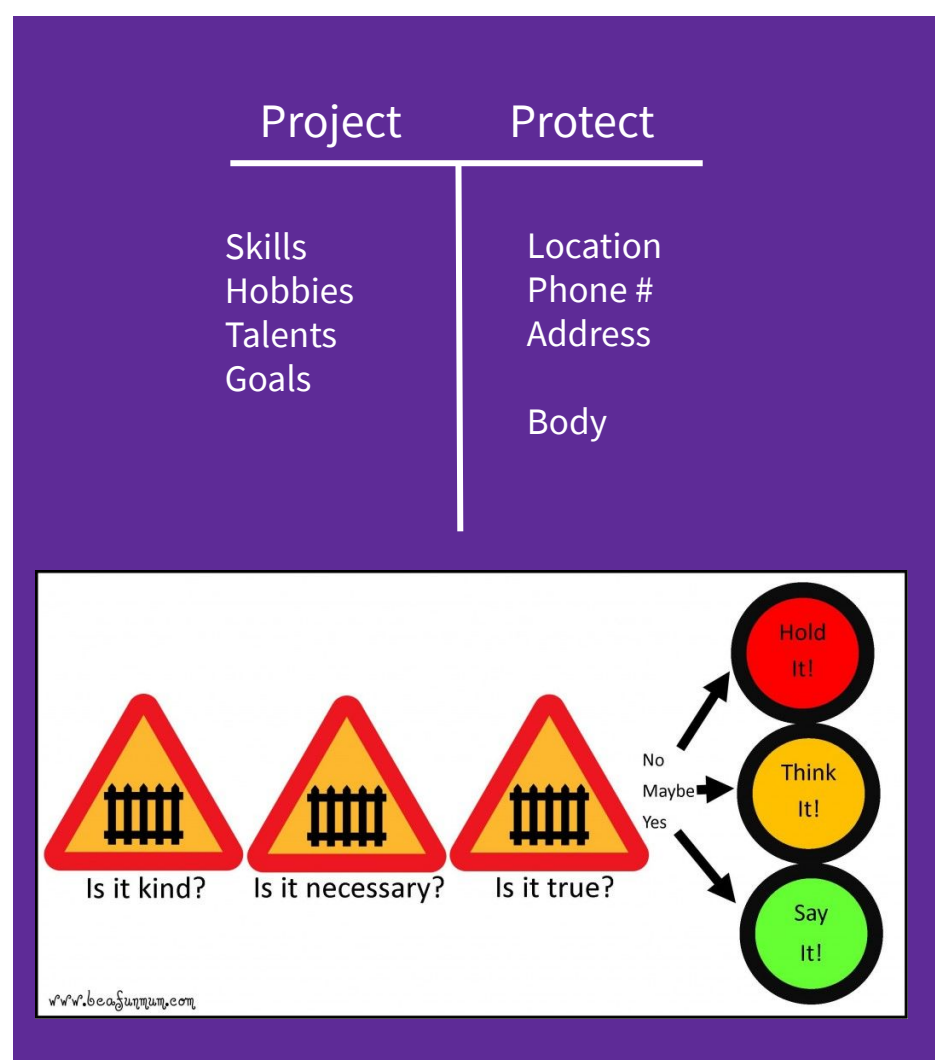 Project
Protect
Skills
Hobbies
Talents
Goals
Location
Phone #
Address
Body
Is it kind?
Is it necessary?
Is it true?
No
Maybe
Yes
Hold
It!
Think
It!
Say
It!
www.beafunmum.com